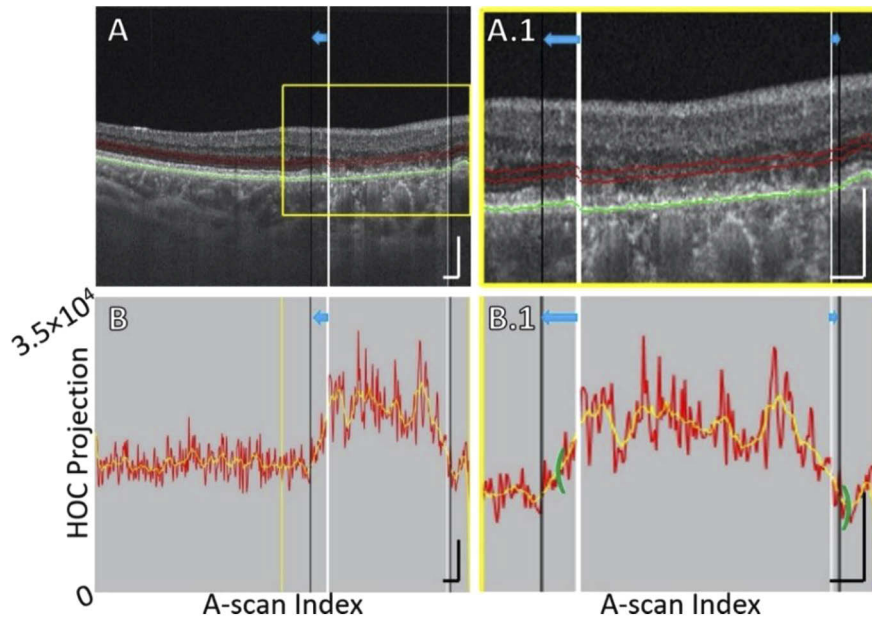 A
A.1
3.5×10⁴
B
B.1
HOC Projection
0
A-scan Index
A-scan Index